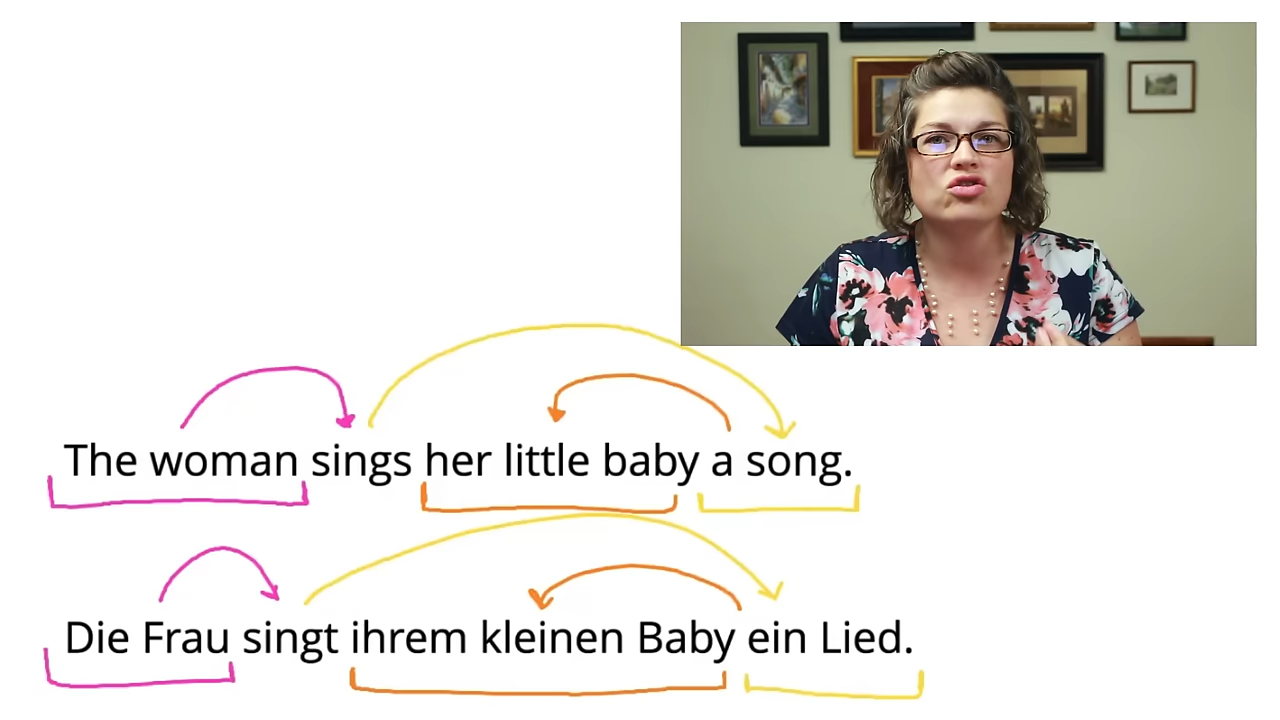 The woman sings her little baby a song.
Die Frau singt ihrem kleinen Baby ein Lied.